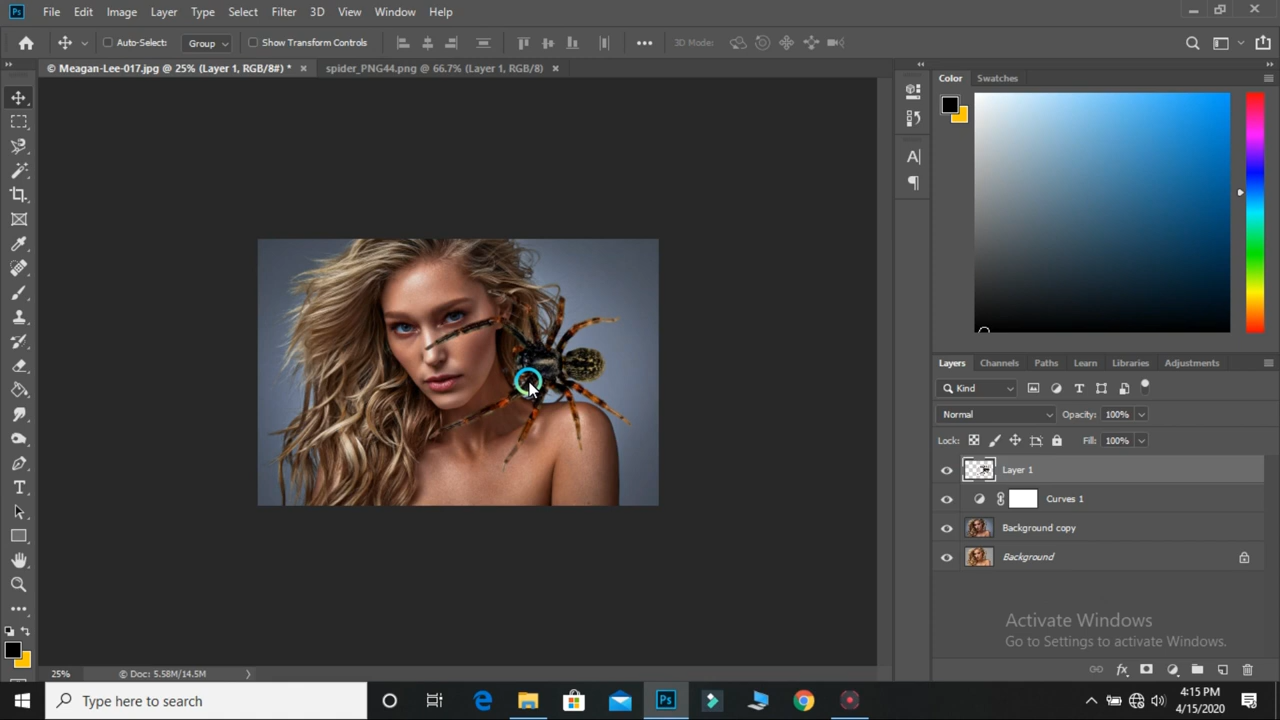 Ps File Edit Image Layer Type Select Filter 3D View Window Help
Auto-Select: Group Show Transform Controls ••• 3D Mode:
© Meagan-Lee-017.jpg @ 25% (Layer 1, RGB/8#) * × spider_PNG44.png @ 66.7% (Layer 1, RGB/8) ×
Color Swatches
Layers Channels Paths Learn Libraries Adjustments
Kind
Normal Opacity: 100%
Lock: Fill: 100%
Layer 1
Curves 1
Background copy
Background
Activate Windows
Go to Settings to activate Windows.
25% Doc: 5.58M/14.5M
Type here to search
Ps
4:15 PM
4/15/2020